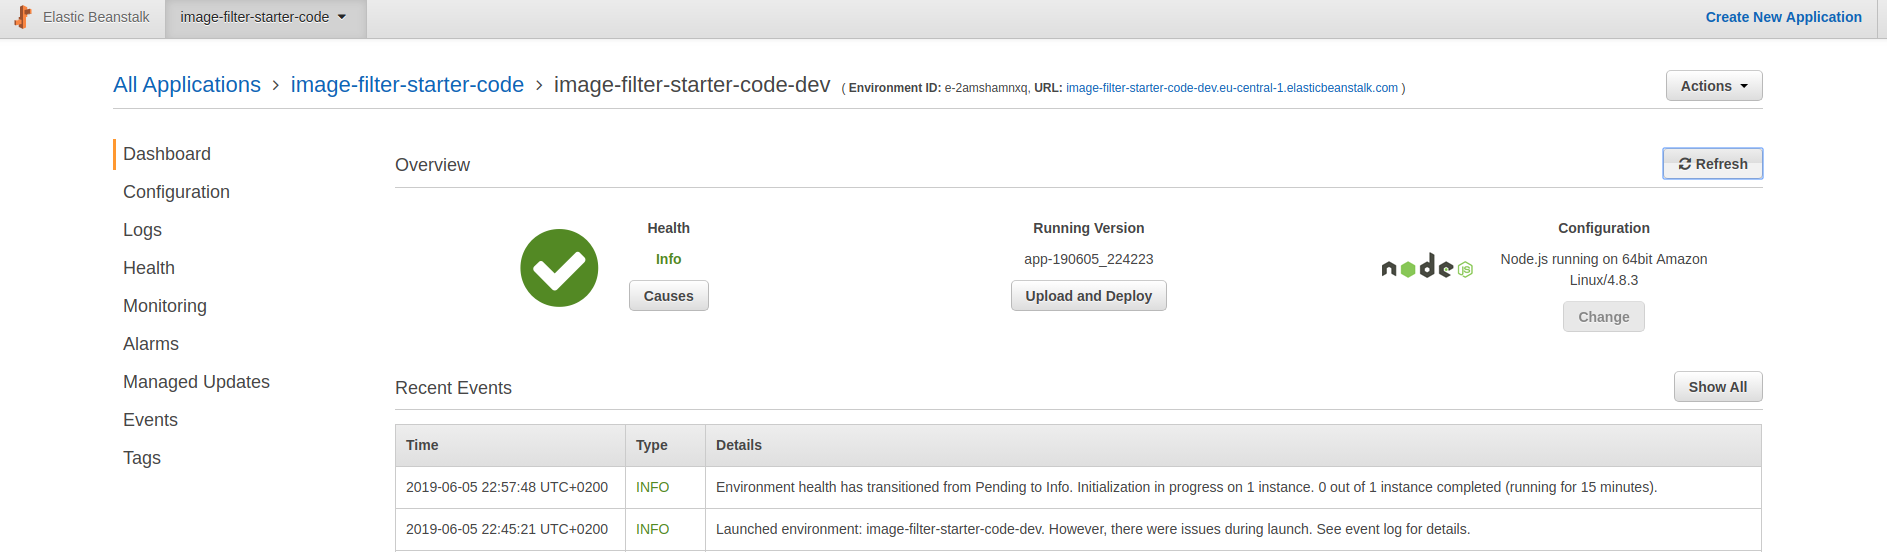 Elastic Beanstalk image-filter-starter-code Create New Application
All Applications > image-filter-starter-code > image-filter-starter-code-dev ( Environment ID: e-2amshamnxq, URL: image-filter-starter-code-dev.eu-central-1.elasticbeanstalk.com ) Actions
Dashboard
Configuration
Logs
Health
Monitoring
Alarms
Managed Updates
Events
Tags
Overview Refresh
Health
Info
Causes
Running Version
app-190605_224223
Upload and Deploy
node JS
Configuration
Node.js running on 64bit Amazon
Linux/4.8.3
Change
Recent Events Show All
Time Type Details
2019-06-05 22:57:48 UTC+0200 INFO Environment health has transitioned from Pending to Info. Initialization in progress on 1 instance. 0 out of 1 instance completed (running for 15 minutes).
2019-06-05 22:45:21 UTC+0200 INFO Launched environment: image-filter-starter-code-dev. However, there were issues during launch. See event log for details.